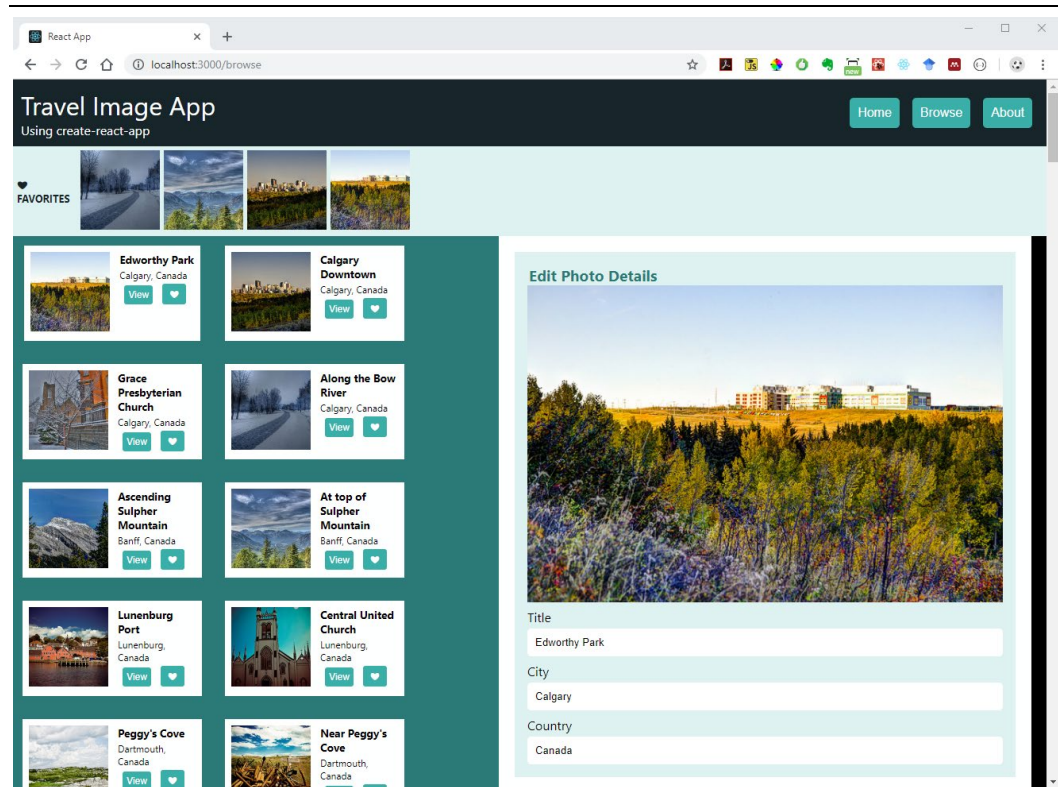 React App
localhost:3000/browse
new
Travel Image App
Using create-react-app
Home
Browse
About
FAVORITES
Edworthy Park
Calgary, Canada
View
Calgary
Downtown
Calgary, Canada
View
Grace
Presbyterian
Church
Calgary, Canada
View
Along the Bow
River
Calgary, Canada
View
Ascending
Sulpher
Mountain
Banff, Canada
View
At top of
Sulpher
Mountain
Banff, Canada
View
Lunenburg
Port
Lunenburg,
Canada
View
Central United
Church
Lunenburg,
Canada
View
Peggy's Cove
Dartmouth,
Canada
View
Near Peggy's
Cove
Dartmouth,
Canada
Edit Photo Details
Title
Edworthy Park
City
Calgary
Country
Canada